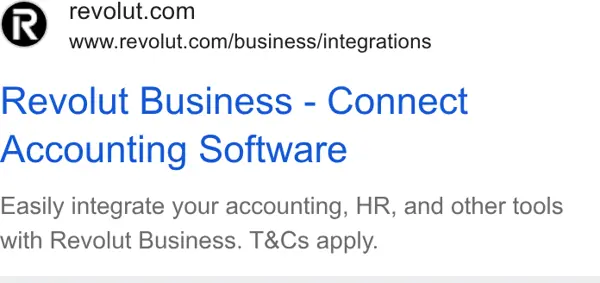 R
revolut.com
www.revolut.com/business/integrations
Revolut Business - Connect
Accounting Software
Easily integrate your accounting, HR, and other tools
with Revolut Business. T&Cs apply.